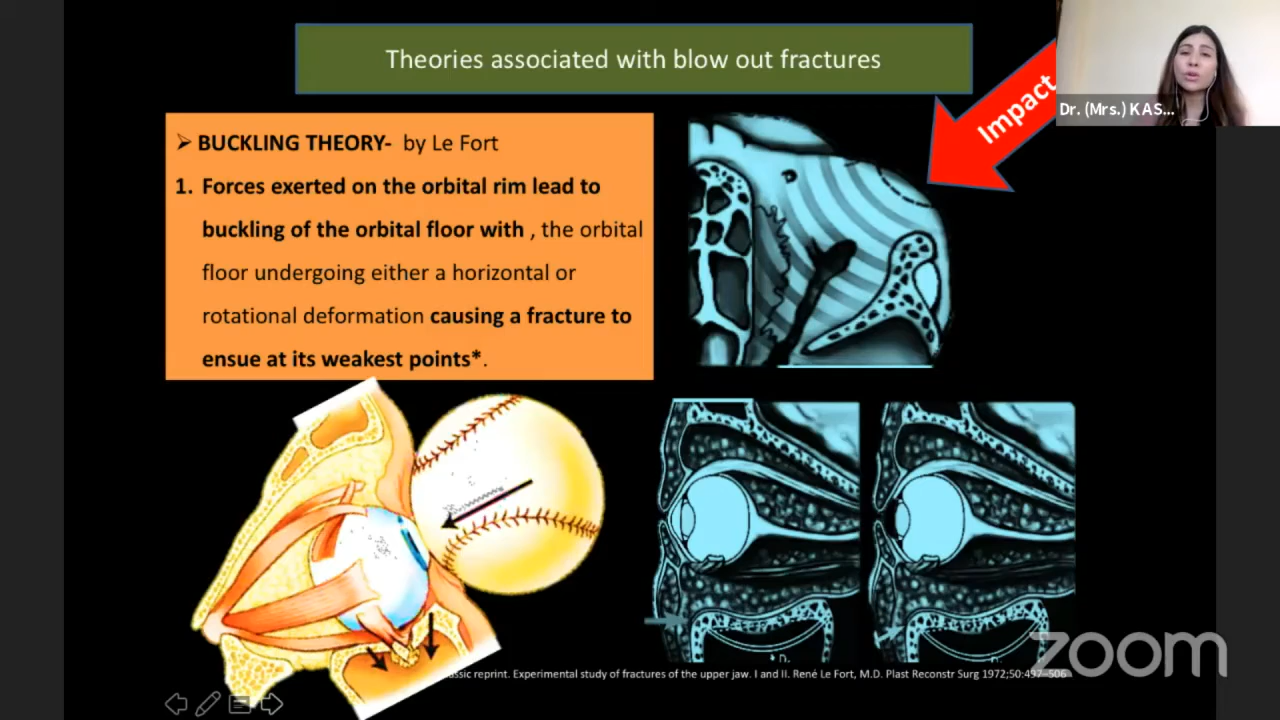 Theories associated with blow out fractures
Impact
Dr. (Mrs.) KAS...
➢ BUCKLING THEORY- by Le Fort
1. Forces exerted on the orbital rim lead to
buckling of the orbital floor with , the orbital
floor undergoing either a horizontal or
rotational deformation causing a fracture to
ensue at its weakest points*.
reprint. Experimental study of fractures of the upper jaw. I and II. René Le Fort, M.D. Plast Reconstr Surg 1972;50:497–506
zoom